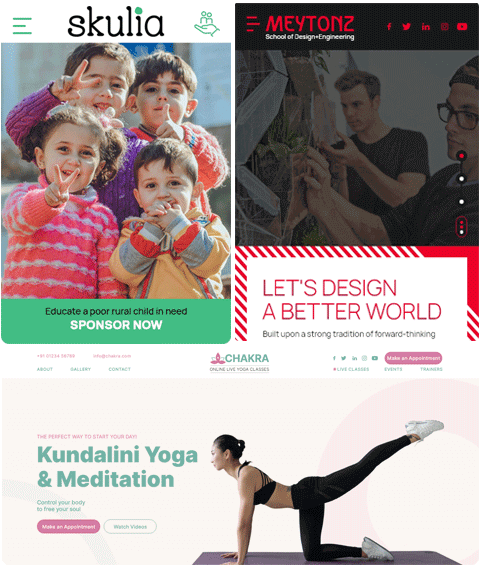 skulia
Educate a poor rural child in need
SPONSOR NOW
MEYTONZ
School of Design+Engineering
LET'S DESIGN
A BETTER WORLD
Built upon a strong tradition of forward-thinking
+91 01234 56789
info@chakra.com
ABOUT
GALLERY
CONTACT
CHAKRA
ONLINE LIVE YOGA CLASSES
Make an Appointment
LIVE CLASSES
EVENTS
TRAINERS
THE PERFECT WAY TO START YOUR DAY!
Kundalini Yoga
& Meditation
Control your body
to free your soul
Make an Appointment
Watch Videos